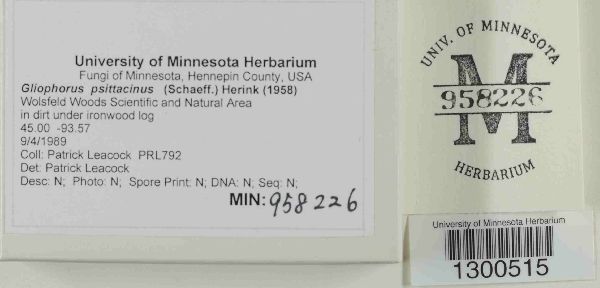 University of Minnesota Herbarium
Fungi of Minnesota, Hennepin County, USA
Gliophorus psittacinus (Schaeff.) Herink (1958)
Wolsfeld Woods Scientific and Natural Area
in dirt under ironwood log
45.00 -93.57
9/4/1989
Coll: Patrick Leacock PRL792
Det: Patrick Leacock
Desc: N; Photo: N; Spore Print: N; DNA: N; Seq: N;
MIN: 958226
UNIV. OF MINNESOTA
M
958226
HERBARIUM
University of Minnesota Herbarium
1300515